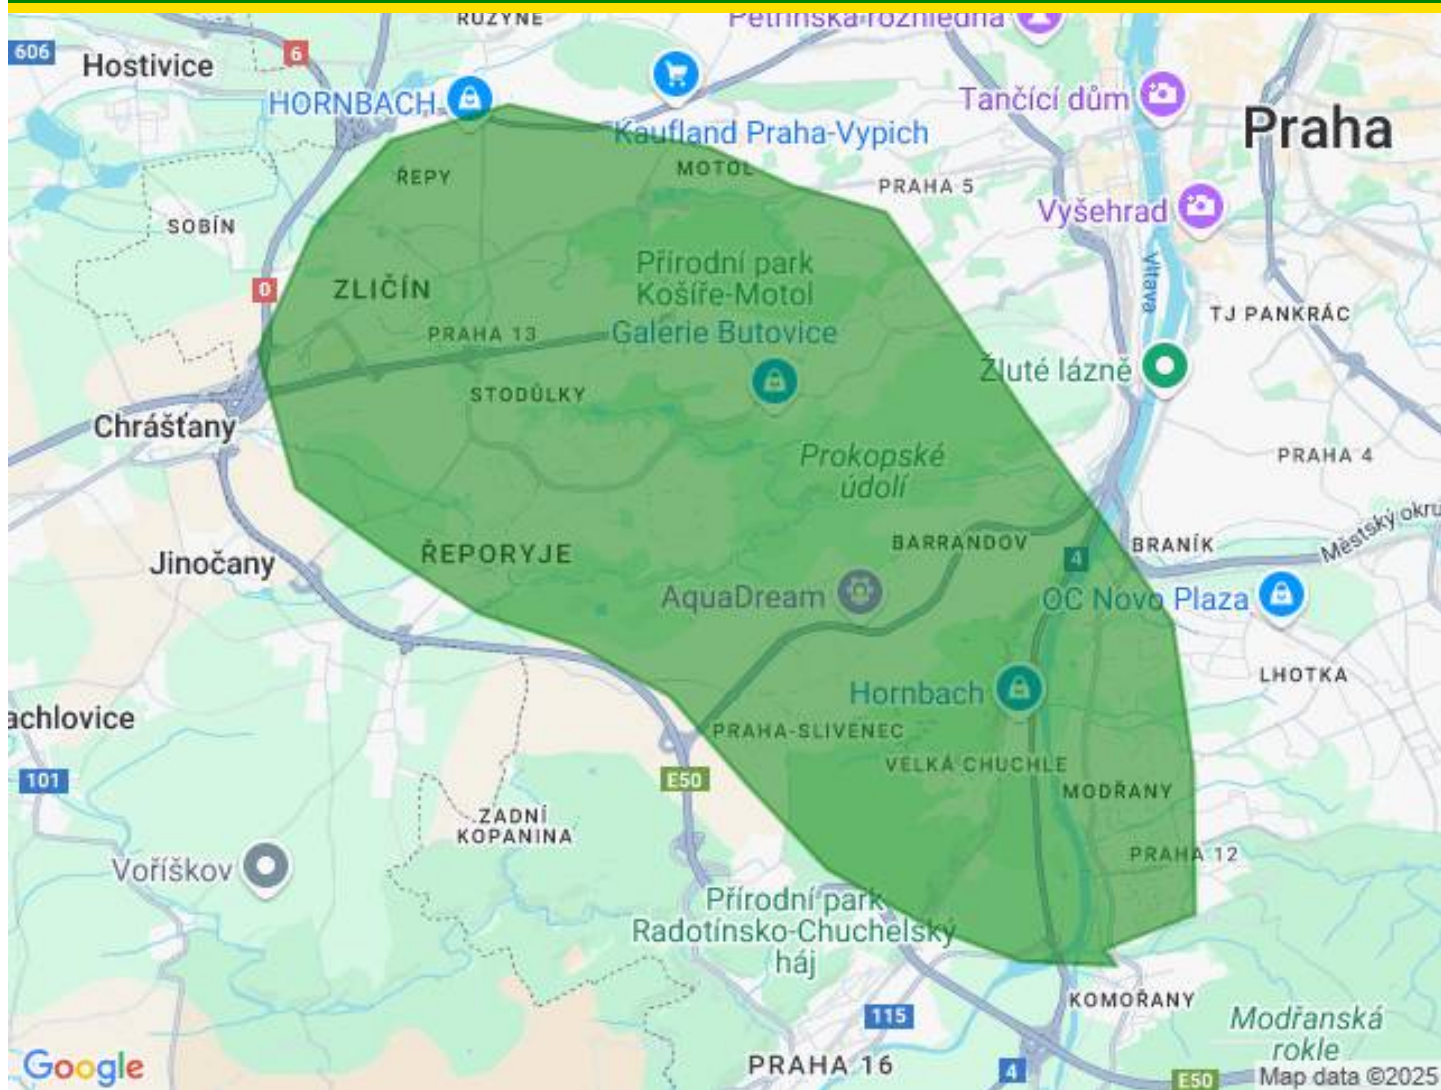 RUZYNĚ
Petřínská rozhledna
606
Hostivice
6
HORNBACH
Tančící dům
Kaufland Praha-Vypich
Praha
ŘEPY
MOTOL
PRAHA 5
Vyšehrad
SOBÍN
Vltava
Přírodní park
Košíře-Motol
0
ZLIČÍN
TJ PANKRÁC
PRAHA 13
Galerie Butovice
Žluté lázně
STODŮLKY
Chrášťany
Prokopské
údolí
PRAHA 4
Městský okru
Jinočany
ŘEPORYJE
BARRANDOV
4
BRANÍK
AquaDream
OC Novo Plaza
LHOTKA
Hornbach
achlovice
PRAHA-SLIVENEC
VELKÁ CHUCHLE
101
E50
MODŘANY
ZADNÍ
KOPANINA
PRAHA 12
Voříškov
Přírodní park
Radotínsko-Chuchelský
háj
KOMOŘANY
115
Modřanská
rokle
Google
PRAHA 16
4
E50
Map data ©2025